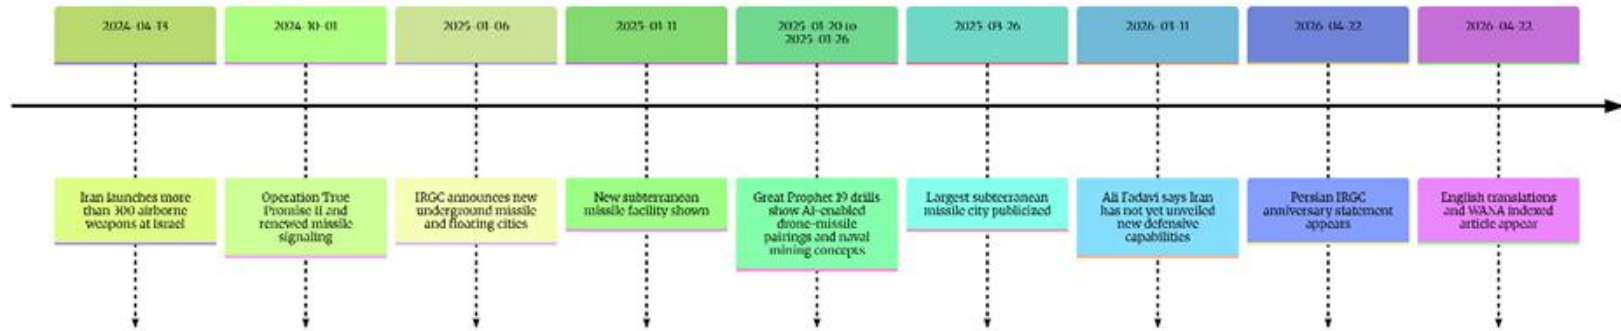 2024-04-13
Iran launches more
than 300 airborne
weapons at Israel
2024-10-01
Operation True
Promise II and
renewed missile
signaling
2025-01-06
IRGC announces new
underground missile
and floating cities
2025-01-11
New subterranean
missile facility shown
2025-01-20 to
2025-01-26
Great Prophet 19 drills
show AI-enabled
drone-missile
pairings and naval
mining concepts
2025-03-26
Largest subterranean
missile city publicized
2026-03-11
Ali Fadavi says Iran
has not yet unveiled
new defensive
capabilities
2026-04-22
Persian IRGC
anniversary statement
appears
2026-04-22
English translations
and WANA indexed
article appear